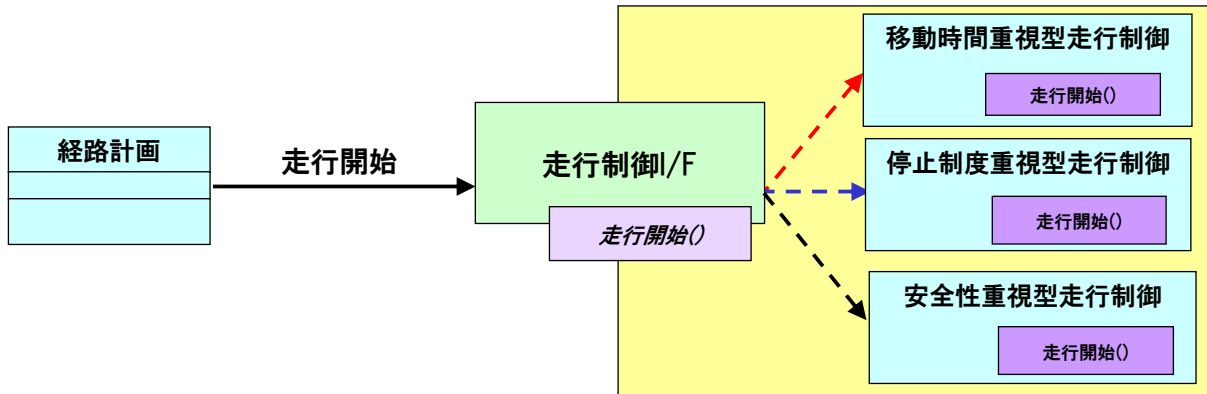 経路計画
走行開始
走行制御I/F
走行開始()
移動時間重視型走行制御
走行開始()
停止制度重視型走行制御
走行開始()
安全性重視型走行制御
走行開始()